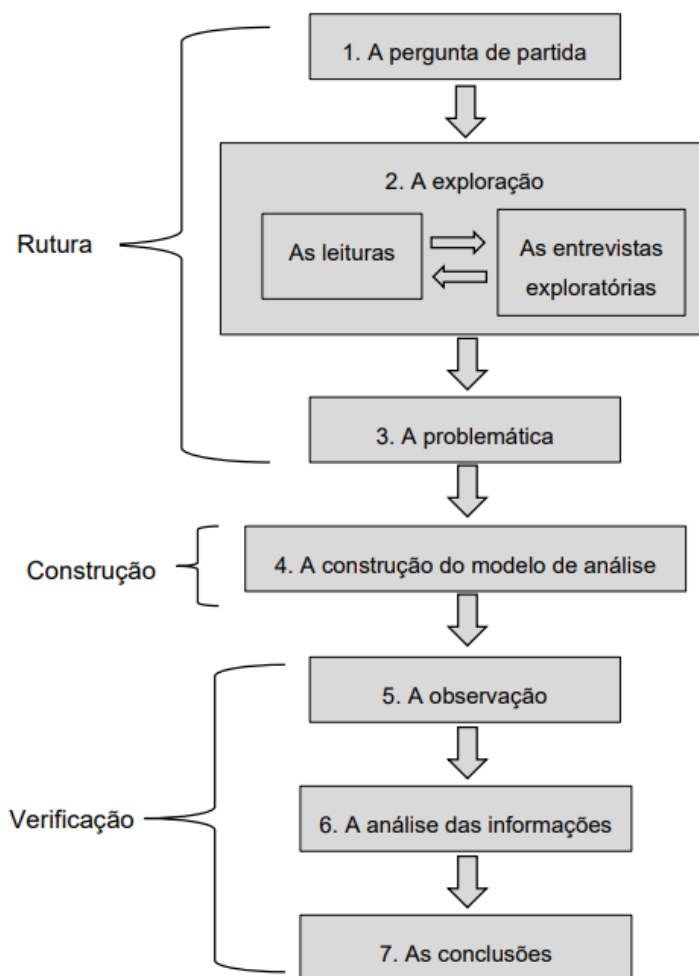 1. A pergunta de partida
2. A exploração
As leituras
As entrevistas
exploratórias
Rutura
3. A problemática
4. A construção do modelo de análise
Construção
5. A observação
6. A análise das informações
Verificação
7. As conclusões